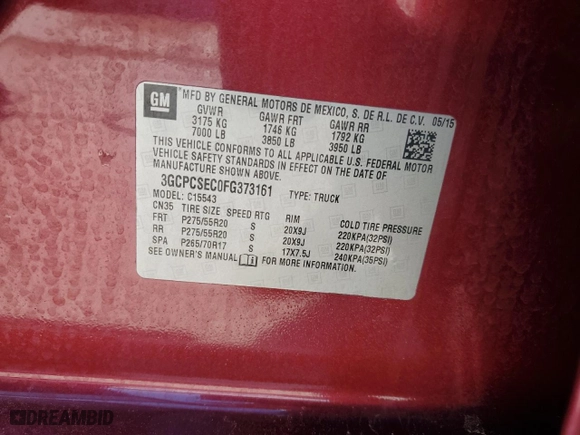 GM
*MFD BY GENERAL MOTORS DE MEXICO, S. DE R.L. DE C.V. 05/15
GVWR GAWR FRT GAWR RR
3175 KG 1746 KG 1792 KG
7000 LB 3850 LB 3950 LB
THIS VEHICLE CONFORMS TO ALL APPLICABLE U.S. FEDERAL MOTOR
VEHICLE SAFETY STANDARDS IN EFFECT ON THE DATE OF
MANUFACTURE SHOWN ABOVE.
3GCPCSEC0FG373161 TYPE: TRUCK
MODEL: C15543
CN35 TIRE SIZE SPEED RTG RIM COLD TIRE PRESSURE
FRT P275/55R20 S 20X9J 220KPA(32PSI)
RR P275/55R20 S 20X9J 220KPA(32PSI)
SPA P265/70R17 S 17X7.5J 240KPA(35PSI)
SEE OWNER'S MANUAL FOR MORE INFORMATION.
DREAMBID